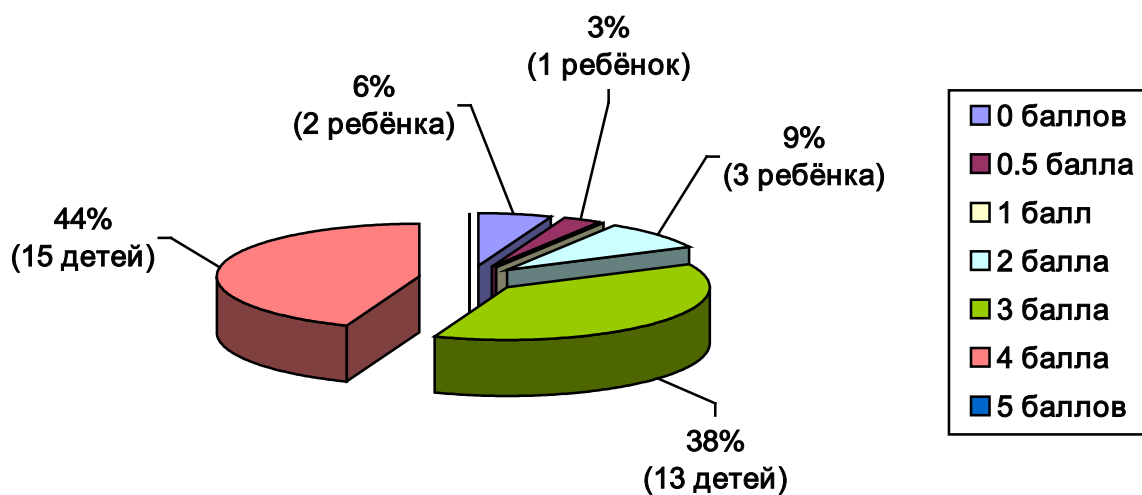 3%
(1 ребёнок)
6%
(2 ребёнка)
9%
(3 ребёнка)
44%
(15 детей)
38%
(13 детей)
0 баллов
0.5 балла
1 балл
2 балла
3 балла
4 балла
5 баллов